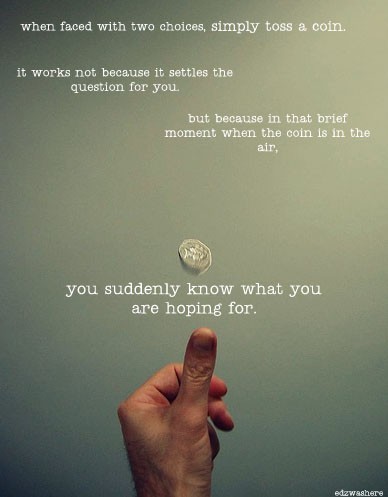 when faced with two choices, simply toss a coin.
it works not because it settles the
question for you.
but because in that brief
moment when the coin is in the
air,
you suddenly know what you
are hoping for.
edzwashere